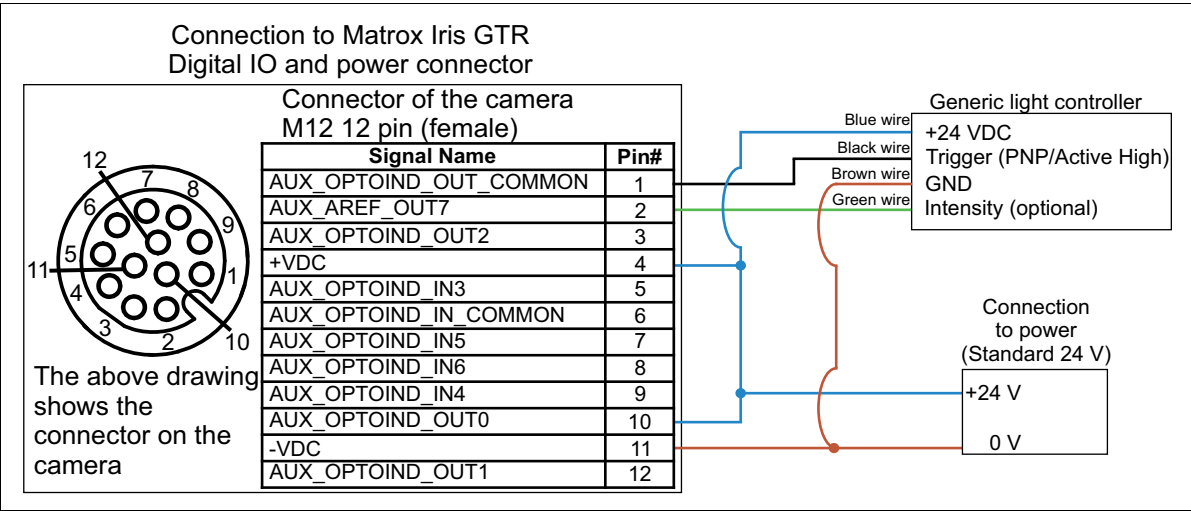 Connection to Matrox Iris GTR
Digital IO and power connector
Connector of the camera
M12 12 pin (female)
Signal Name Pin#
AUX_OPTOIND_OUT_COMMON 1
AUX_AREF_OUT7 2
AUX_OPTOIND_OUT2 3
+VDC 4
AUX_OPTOIND_IN3 5
AUX_OPTOIND_IN_COMMON 6
AUX_OPTOIND_IN5 7
AUX_OPTOIND_IN6 8
AUX_OPTOIND_IN4 9
AUX_OPTOIND_OUT0 10
-VDC 11
AUX_OPTOIND_OUT1 12
12
7
8
6
9
5
11
1
4
3
2
10
The above drawing
shows the
connector on the
camera
Generic light controller
Blue wire
+24 VDC
Black wire
Trigger (PNP/Active High)
Brown wire
GND
Green wire
Intensity (optional)
Connection
to power
(Standard 24 V)
+24 V
0 V